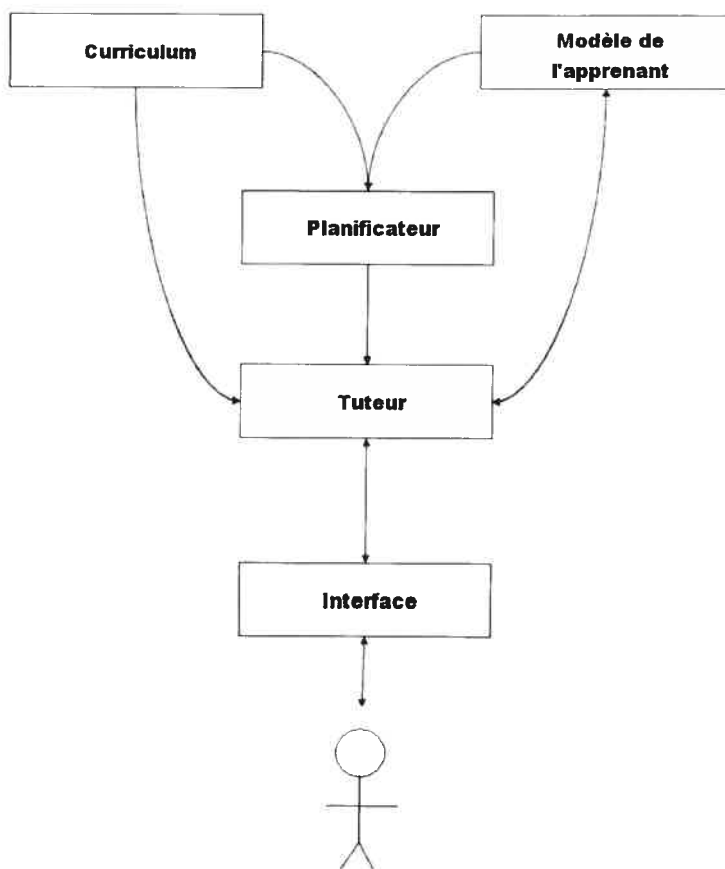 Curriculum
Modèle de
l'apprenant
Planificateur
Tuteur
Interface